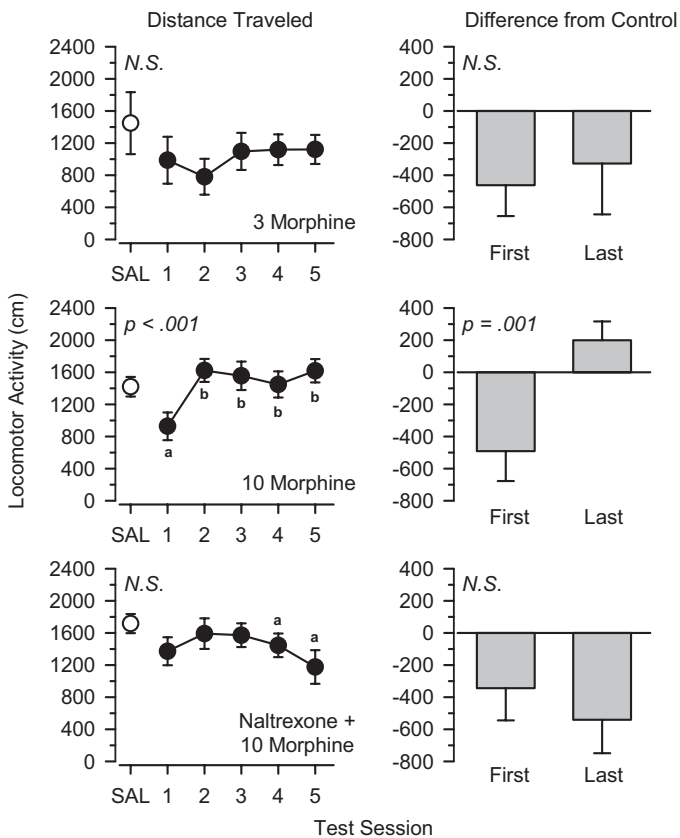 Distance Traveled
Difference from Control
2400
2000
1600
1200
800
400
0
N.S.
3 Morphine
SAL 1 2 3 4 5
400
200
0
-200
-400
-600
-800
N.S.
First Last
Locomotor Activity (cm)
2400
2000
1600
1200
800
400
0
p < .001
a
b
b
b
b
10 Morphine
SAL 1 2 3 4 5
400
200
0
-200
-400
-600
-800
p = .001
First Last
2400
2000
1600
1200
800
400
0
N.S.
a
a
Naltrexone +
10 Morphine
SAL 1 2 3 4 5
400
200
0
-200
-400
-600
-800
N.S.
First Last
Test Session